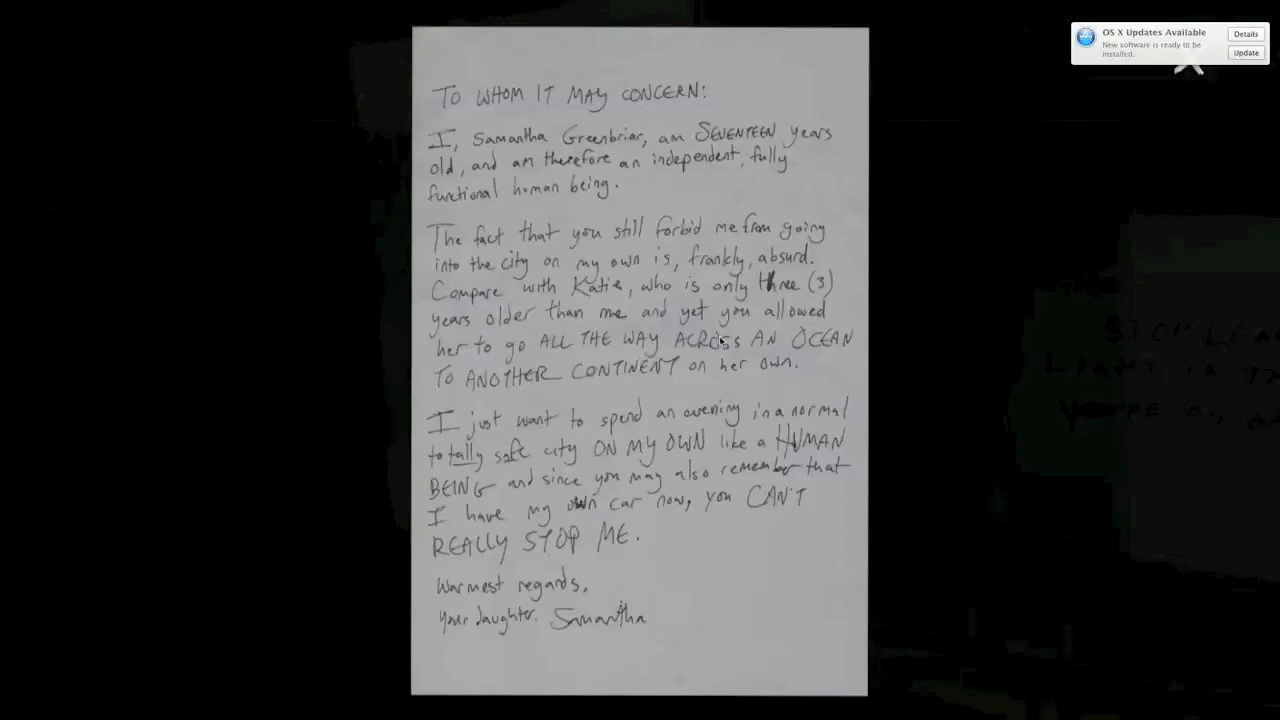 OS X Updates Available
New software is ready to be
installed.
Details
Update
TO WHOM IT MAY CONCERN:
I, Samantha Greenbriar, am SEVENTEEN years
old, and am therefore an independent, fully
functional human being.
The fact that you still forbid me from going
into the city on my own is, frankly, absurd.
Compare with Katie, who is only three (3)
years older than me and yet you allowed
her to go ALL THE WAY ACROSS AN OCEAN
TO ANOTHER CONTINENT on her own.
I just want to spend an evening in a normal
totally safe city ON MY OWN like a HUMAN
BEING and since you may also remember that
I have my own car now, you CAN'T
REALLY STOP ME.
Warmest regards,
Your daughter, Samantha